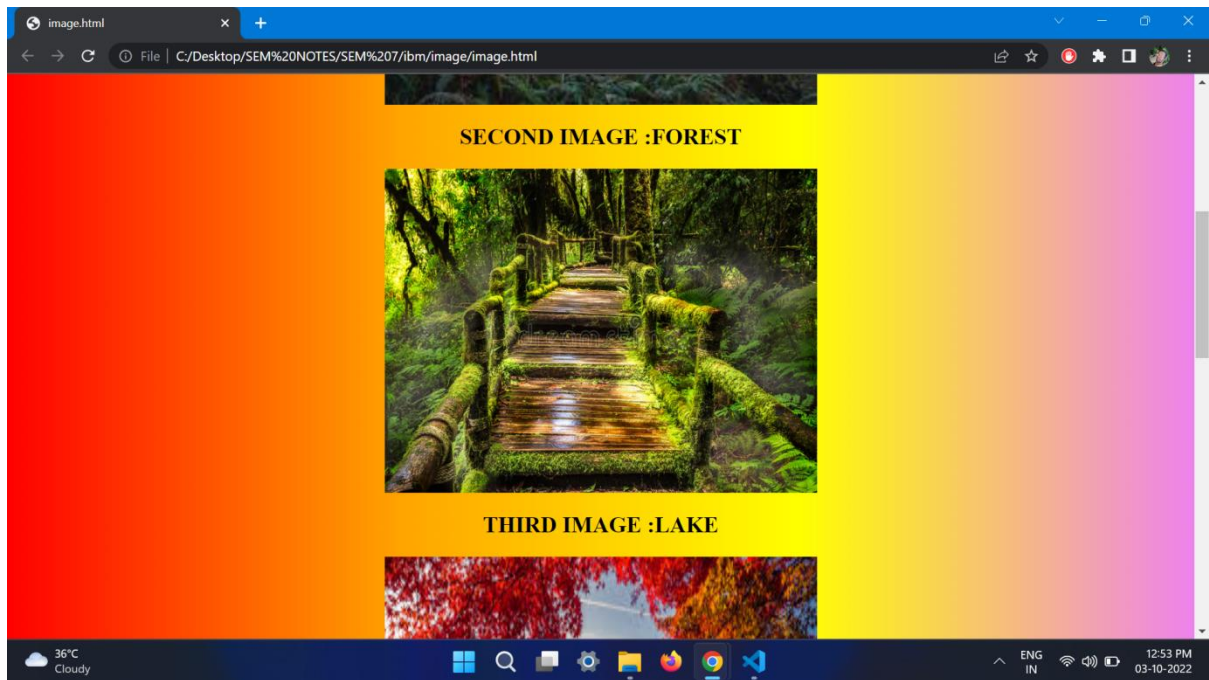 image.html
File | C:/Desktop/SEM%20NOTES/SEM%207/ibm/image/image.html
SECOND IMAGE :FOREST
THIRD IMAGE :LAKE
36°C
Cloudy
ENG
IN
12:53 PM
03-10-2022